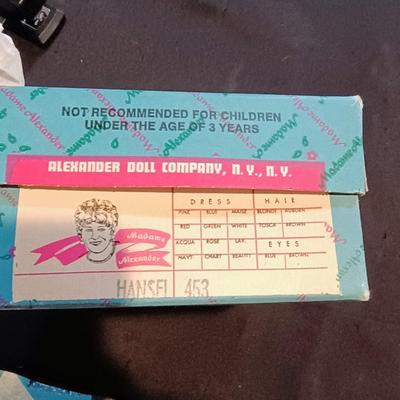 NOT RECOMMENDED FOR CHILDREN
UNDER THE AGE OF 3 YEARS
Madame Alexander
ALEXANDER DOLL COMPANY, N.Y., N.Y.
DRESS HAIR
PINK BLUE MAIZE BLONDE AUBURN
RED GREEN WHITE TOSCA BROWN
ACQUA ROSE LAV. EYES
NAVY CHART BEAUTY BLUE BROWN
Madame
Alexander
HANSEL 453